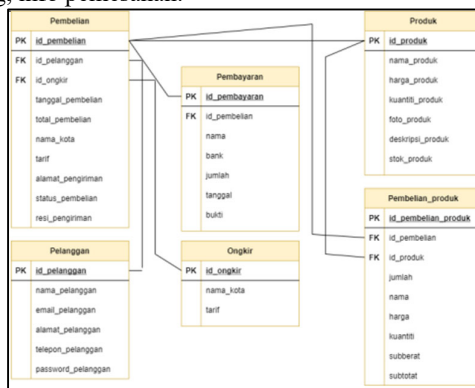 Pembelian
PK id_pembelian
FK id_pelanggan
FK id_ongkir
tanggal_pembelian
total_pembelian
nama_kota
tarif
alamat_pengiriman
status_pembelian
resi_pengiriman
Pembayaran
PK id_pembayaran
FK id_pembelian
nama
bank
jumlah
tanggal
bukti
Produk
PK id_produk
nama_produk
harga_produk
kuantiti_produk
foto_produk
deskripsi_produk
stok_produk
Pelanggan
PK id_pelanggan
nama_pelanggan
email_pelanggan
alamat_pelanggan
telepon_pelanggan
password_pelanggan
Ongkir
PK id_ongkir
nama_kota
tarif
Pembelian_produk
PK id_pembelian_produk
FK id_pembelian
FK id_produk
jumlah
nama
harga
kuantiti
subberat
subtotat